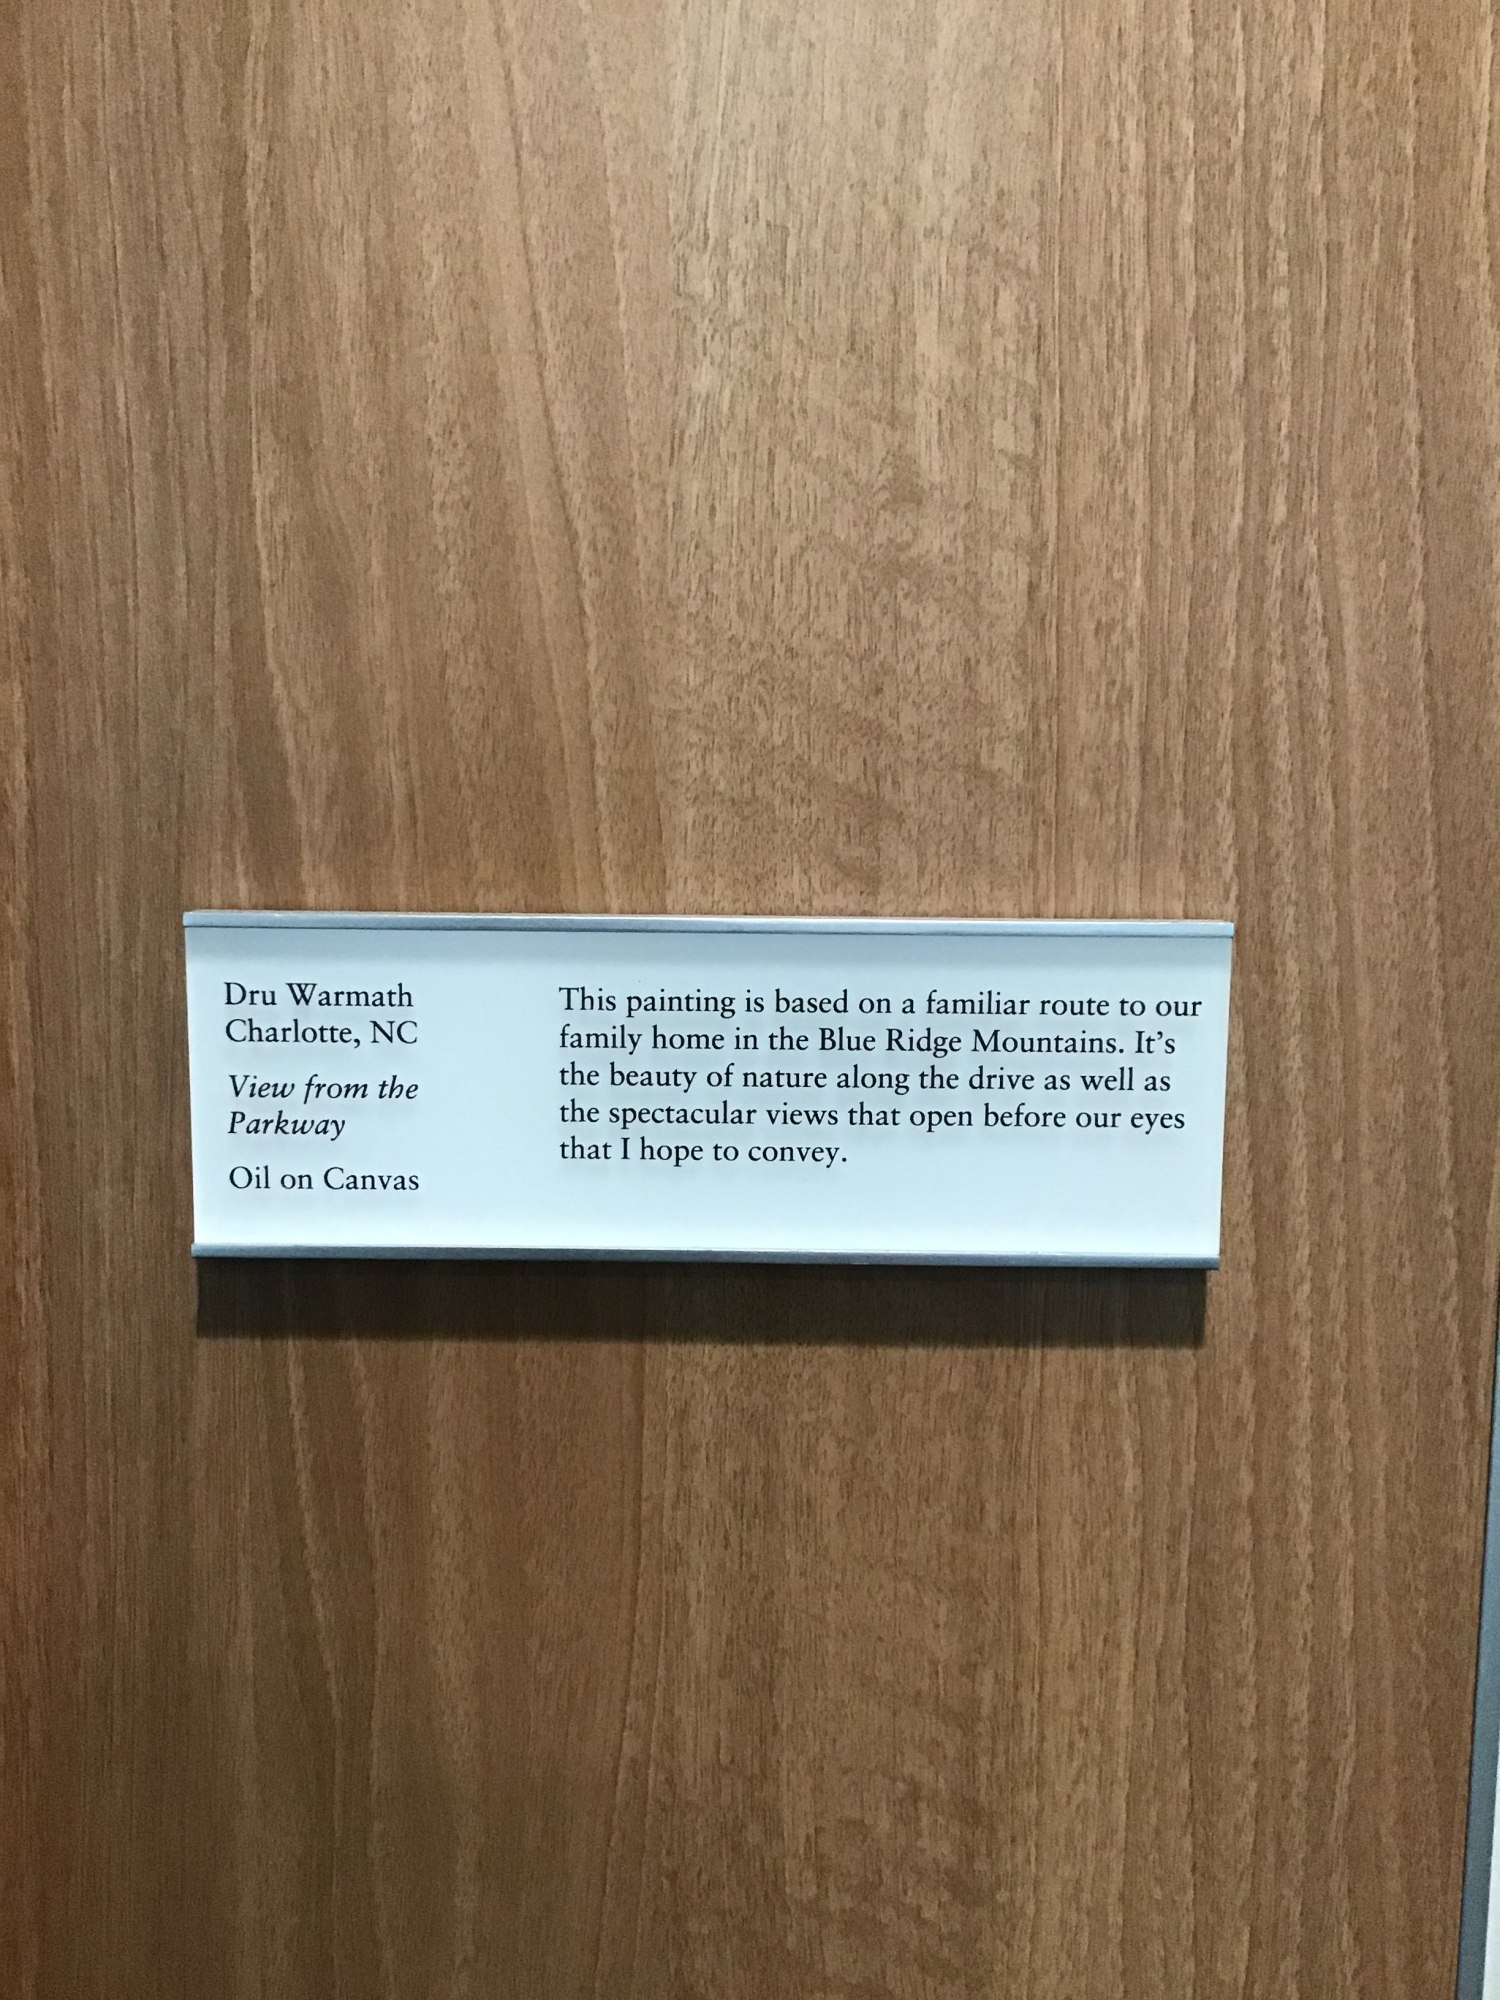 Dru Warmath
Charlotte, NC
View from the
Parkway
Oil on Canvas
This painting is based on a familiar route to our
family home in the Blue Ridge Mountains. It's
the beauty of nature along the drive as well as
the spectacular views that open before our eyes
that I hope to convey.